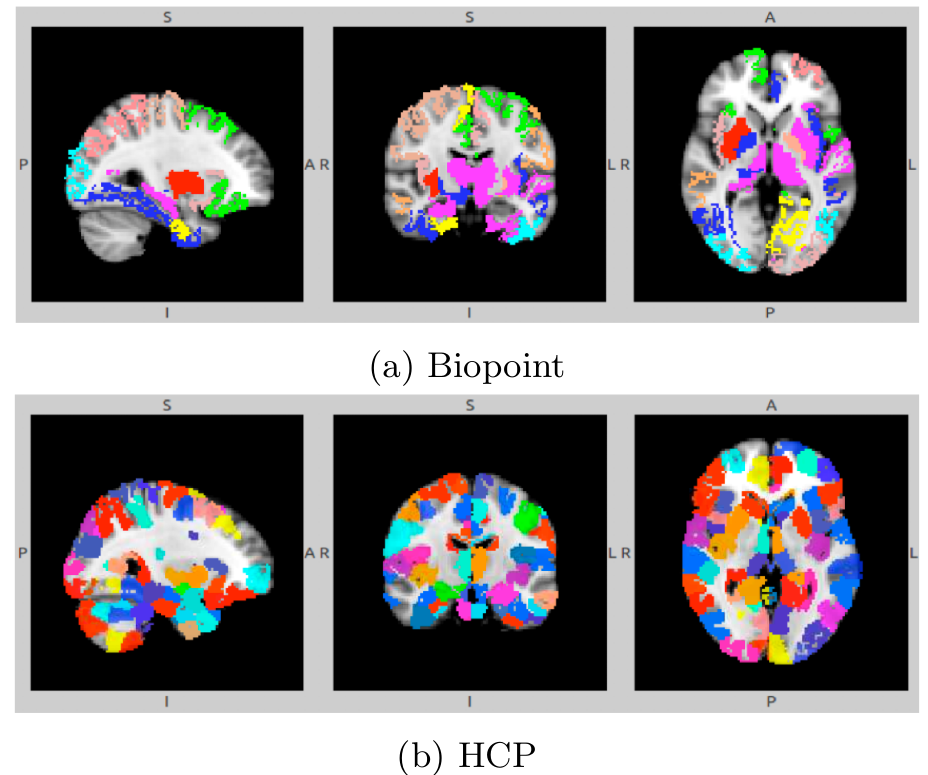 S S A
P A R L R L
I I P
(a) Biopoint
S S A
P A R L R L
I I P
(b) HCP